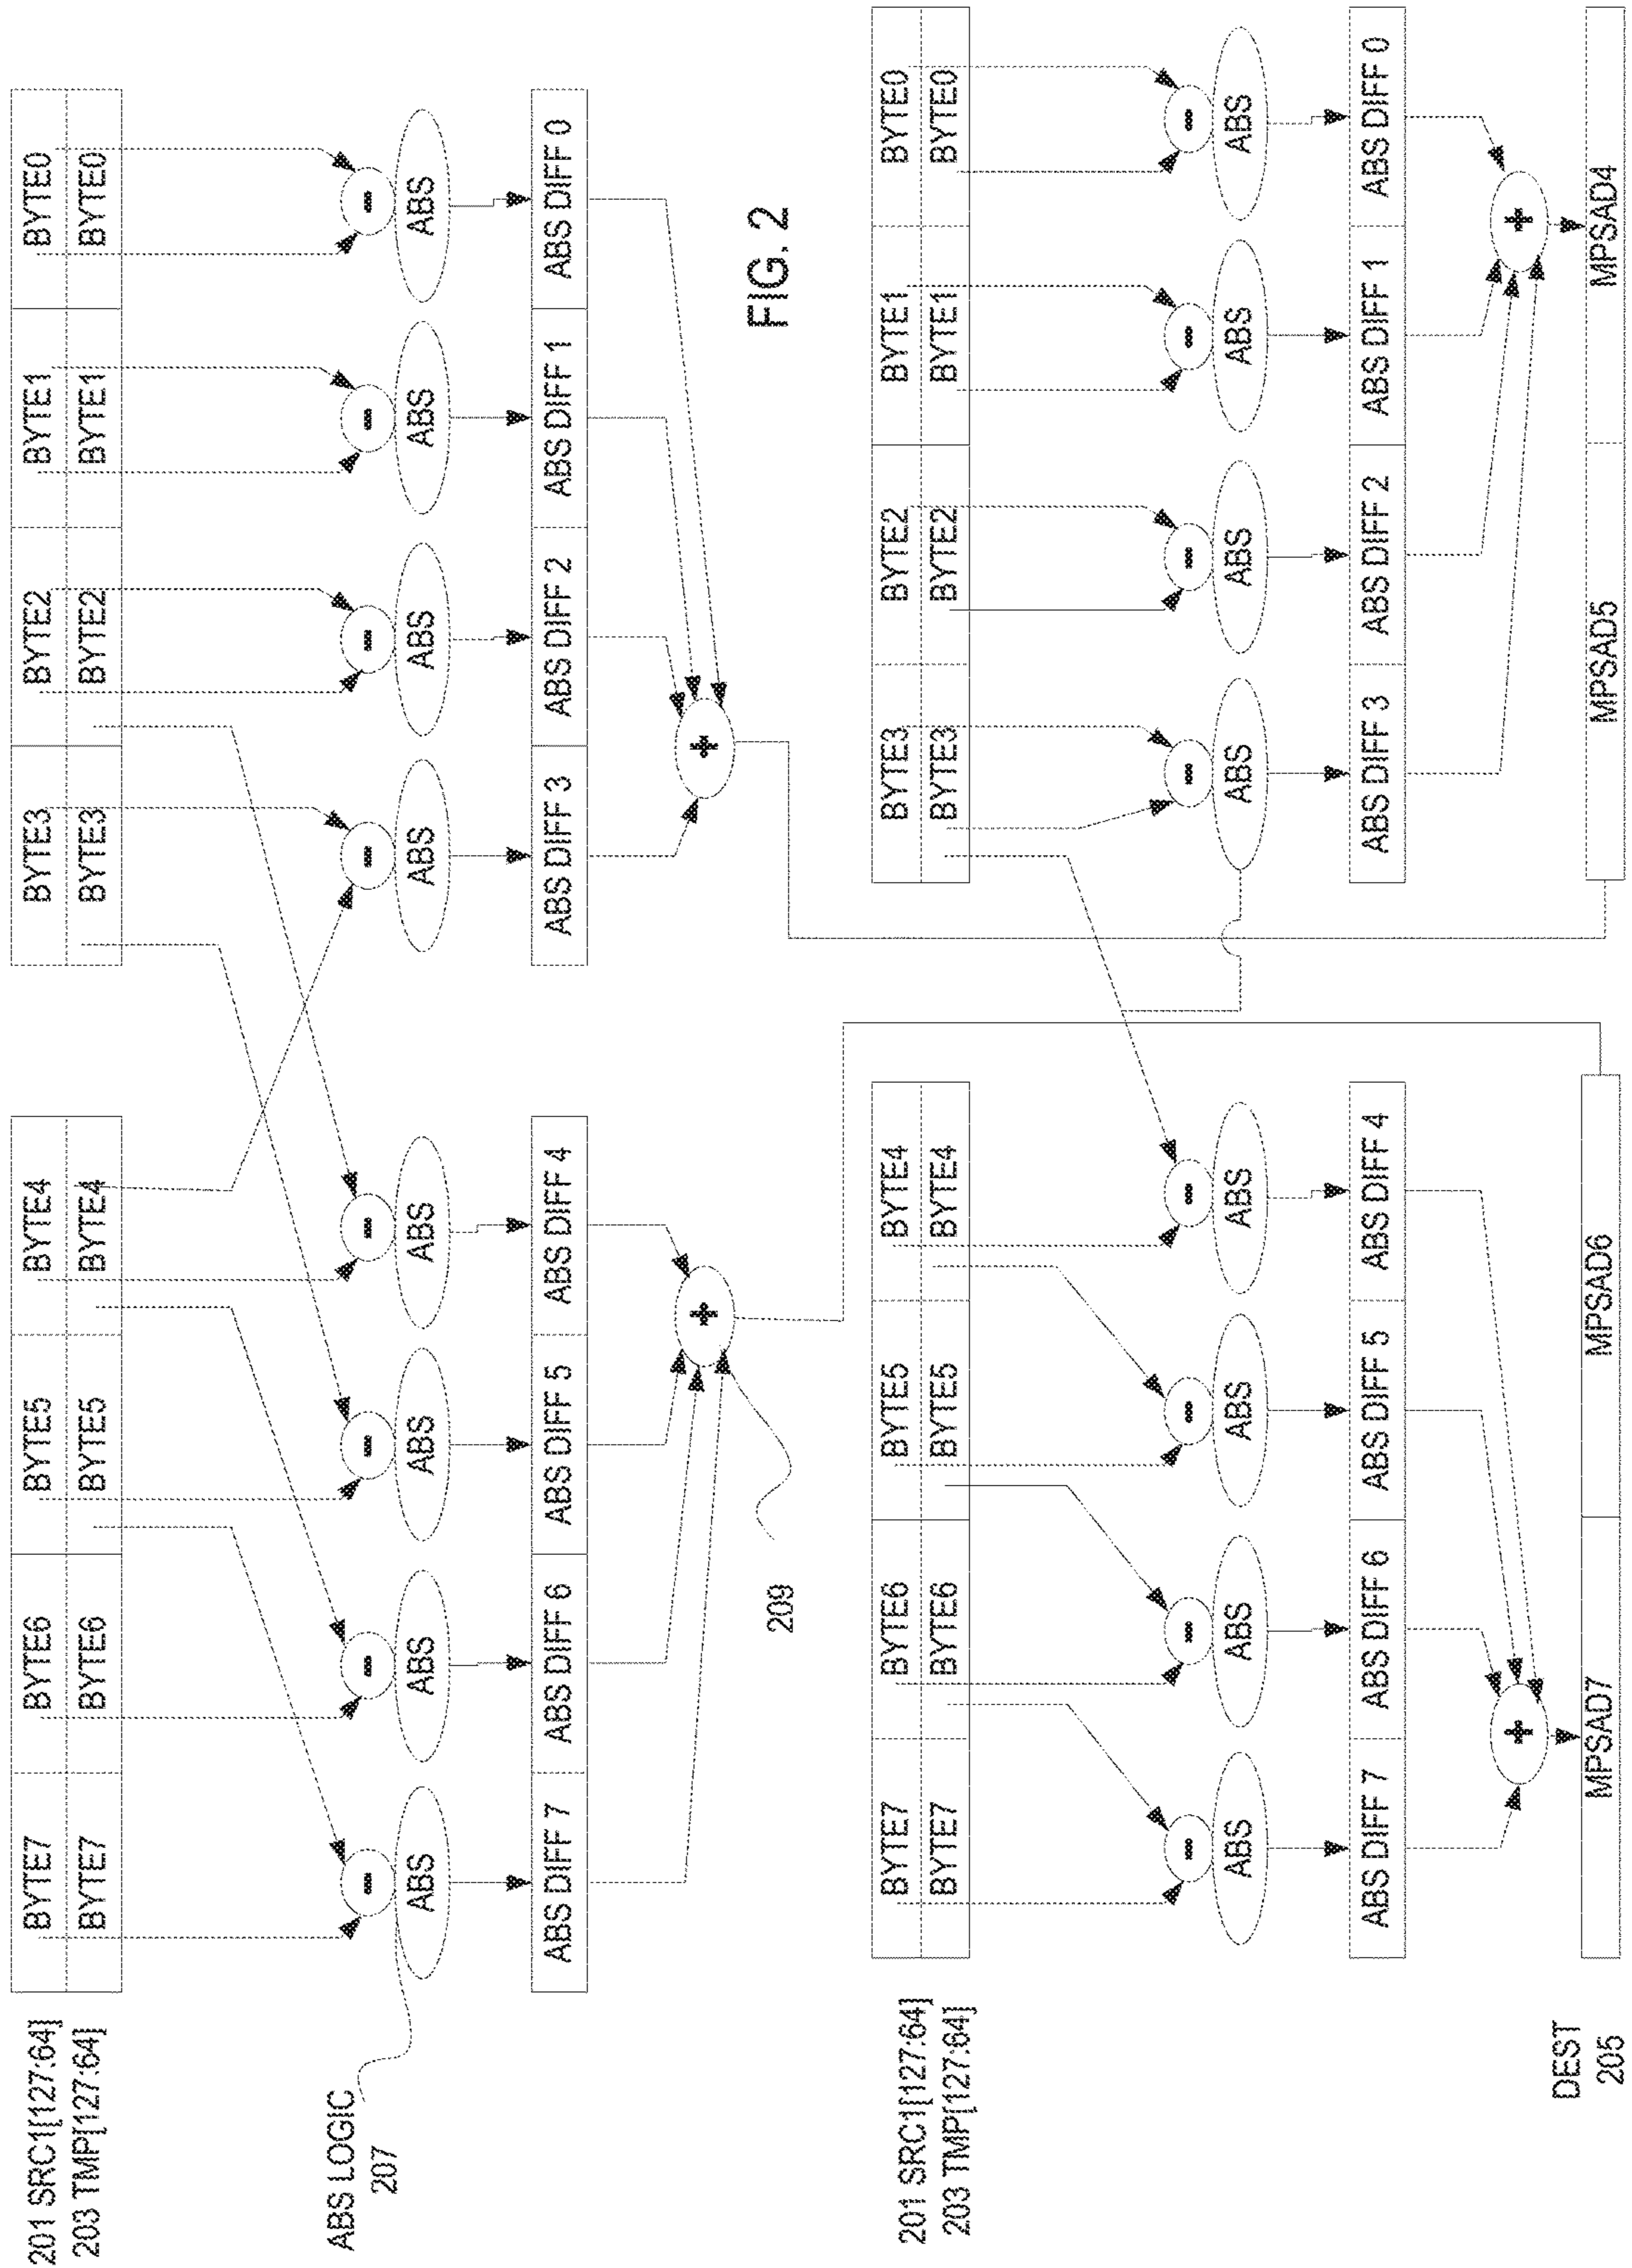 201 SRC1[127:64] BYTE7 BYTE6 BYTE5 BYTE4 BYTE3 BYTE2 BYTE1 BYTE0
203 TMP[127:64] BYTE7 BYTE6 BYTE5 BYTE4 BYTE3 BYTE2 BYTE1 BYTE0
ABS LOGIC
207
- - - - - - - -
ABS ABS ABS ABS ABS ABS ABS ABS
ABS DIFF 7 ABS DIFF 6 ABS DIFF 5 ABS DIFF 4 ABS DIFF 3 ABS DIFF 2 ABS DIFF 1 ABS DIFF 0
+ +
209
FIG. 2
201 SRC1[127:64] BYTE7 BYTE6 BYTE5 BYTE4 BYTE3 BYTE2 BYTE1 BYTE0
203 TMP[127:64] BYTE7 BYTE6 BYTE5 BYTE4 BYTE3 BYTE2 BYTE1 BYTE0
- - - - - - - -
ABS ABS ABS ABS ABS ABS ABS ABS
ABS DIFF 7 ABS DIFF 6 ABS DIFF 5 ABS DIFF 4 ABS DIFF 3 ABS DIFF 2 ABS DIFF 1 ABS DIFF 0
+ +
DEST
205
MPSAD7 MPSAD6 MPSAD5 MPSAD4